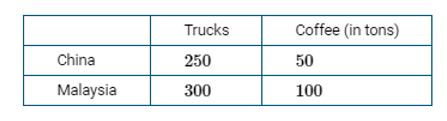 Trucks Coffee (in tons)
China 250 50
Malaysia 300 100